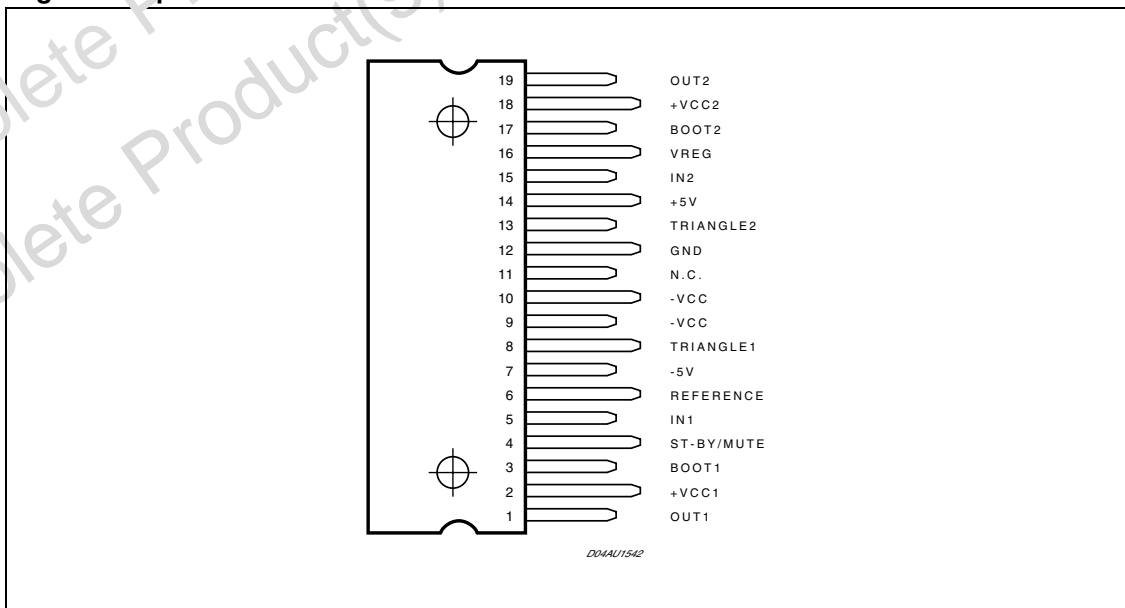 19 OUT2
18 +VCC2
17 BOOT2
16 VREG
15 IN2
14 +5V
13 TRIANGLE2
12 GND
11 N.C.
10 -VCC
9 -VCC
8 TRIANGLE1
7 -5V
6 REFERENCE
5 IN1
4 ST-BY/MUTE
3 BOOT1
2 +VCC1
1 OUT1
D04AU1542
Product(s)
Product